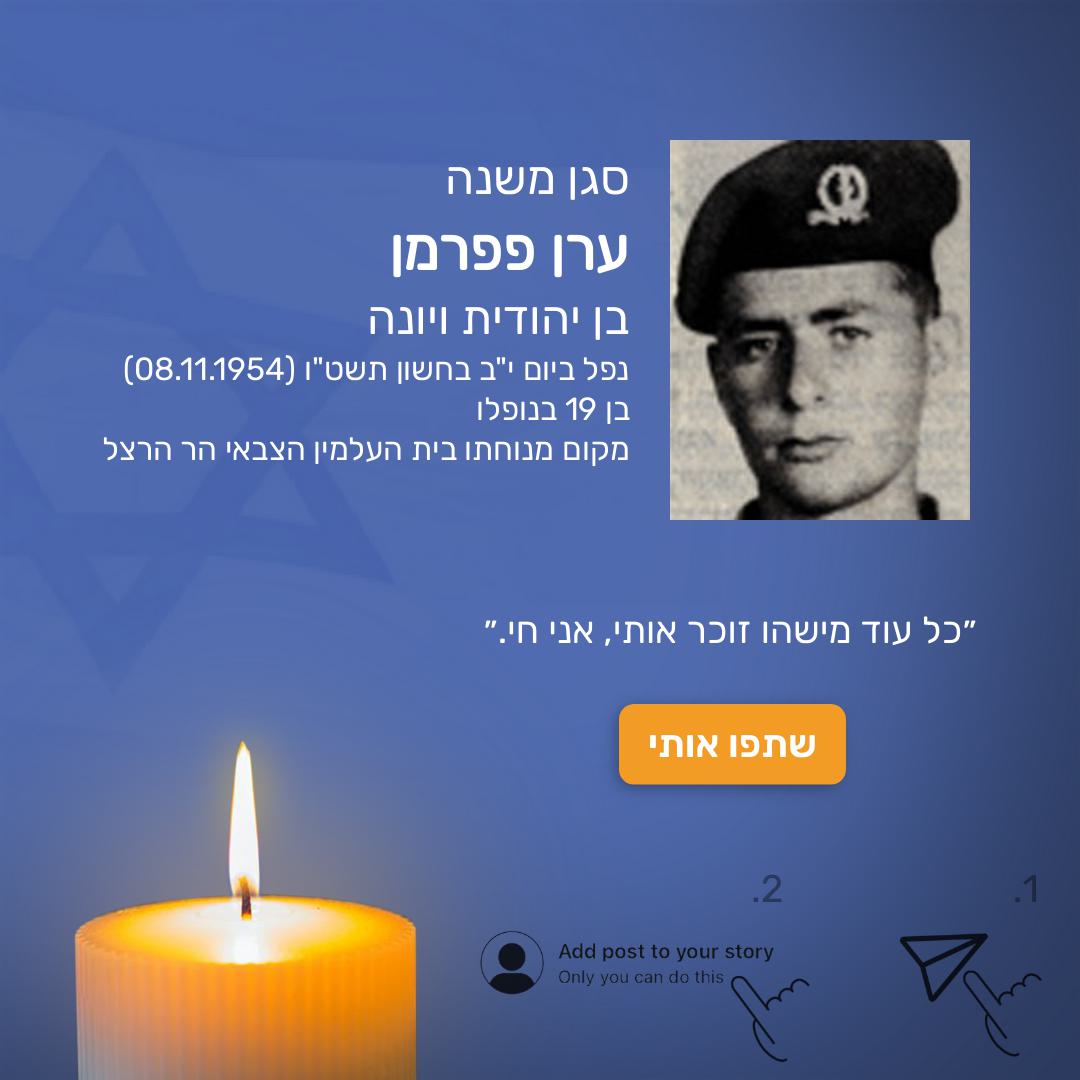 סגן משנה
ערן פפרמן
בן יהודית ויונה
נפל ביום י"ב בחשון תשט"ו (08.11.1954)
בן 19 בנופלו
מקום מנוחתו בית העלמין הצבאי הר הרצל
״כל עוד מישהו זוכר אותי, אני חי.״
שתפו אותי
.1
.2
Add post to your story
Only you can do this